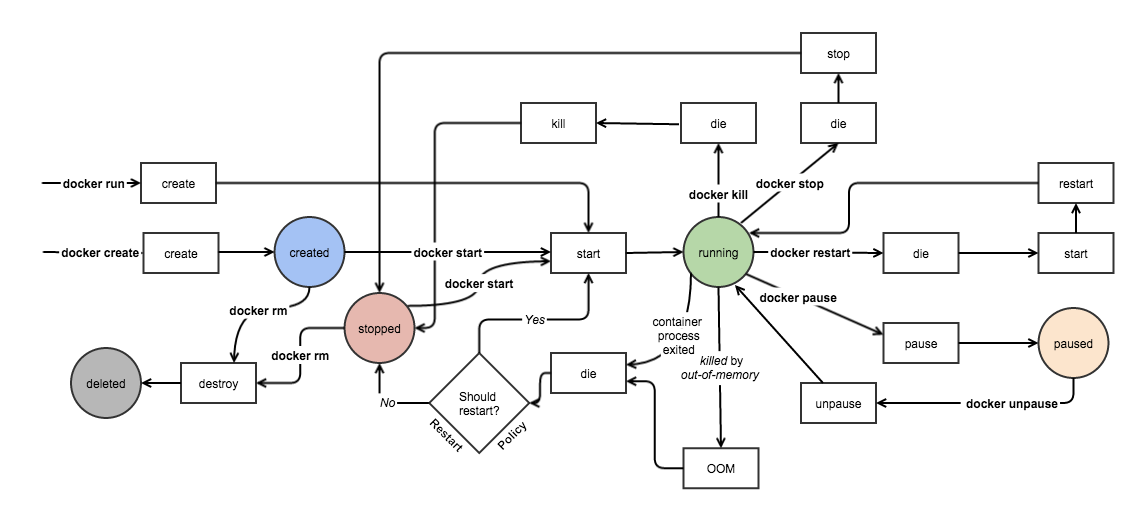 stop
kill
die
die
docker run
create
docker kill
docker stop
restart
docker create
create
created
docker start
start
running
docker restart
die
start
docker start
docker rm
docker pause
stopped
Yes
container
process
exited
pause
paused
docker rm
killed by
out-of-memory
deleted
destroy
die
No
Should
restart?
Restart
Policy
unpause
docker unpause
OOM